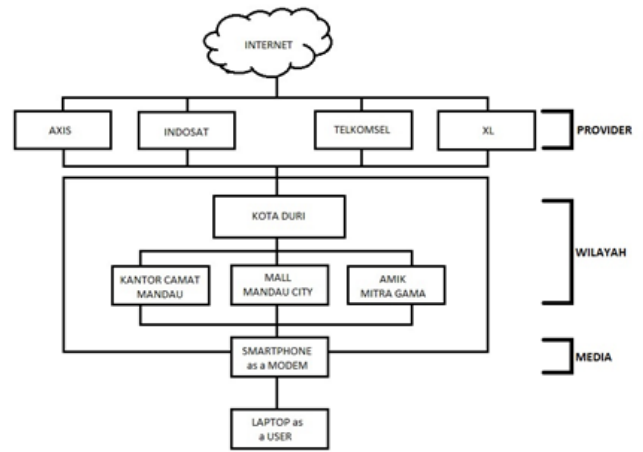 INTERNET
AXIS
INDOSAT
TELKOMSEL
XL
PROVIDER
KOTA DURI
WILAYAH
KANTOR CAMAT
MANDAU
MALL
MANDAU CITY
AMIK
MITRA GAMA
SMARTPHONE
as a MODEM
MEDIA
LAPTOP as
a USER